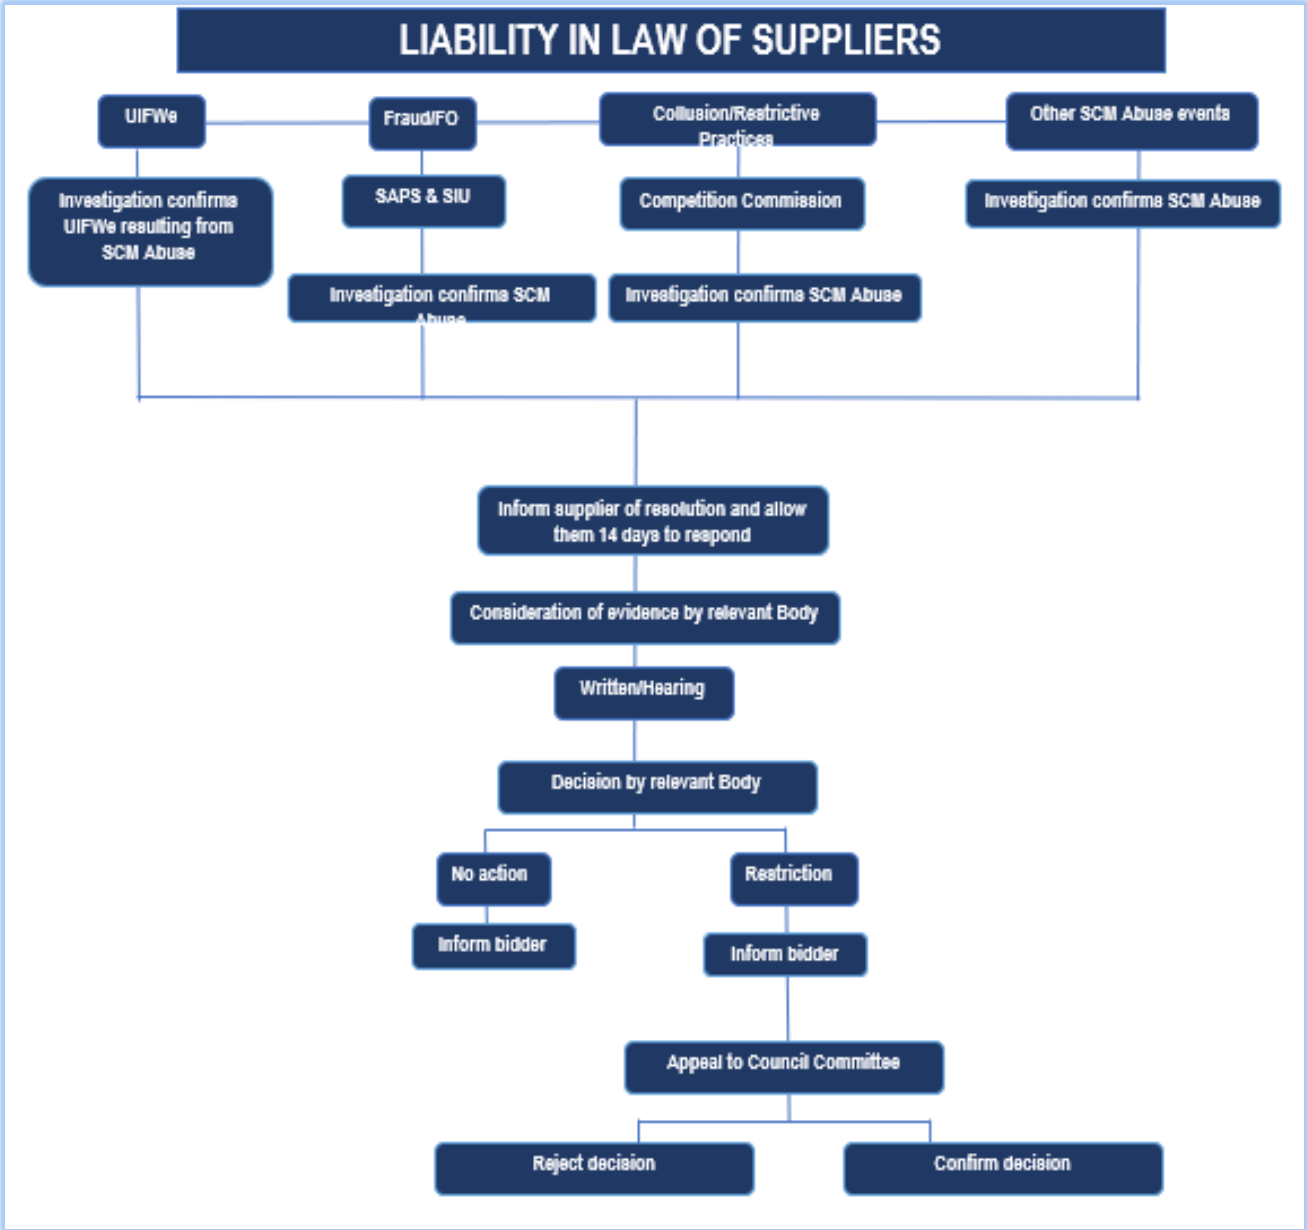 LIABILITY IN LAW OF SUPPLIERS
UIFWe
Fraud/FO
Collusion/Restrictive
Practices
Other SCM Abuse events
Investigation confirms
UIFWe resulting from
SCM Abuse
SAPS & SIU
Competition Commission
Investigation confirms SCM Abuse
Investigation confirms SCM
Abuse
Investigation confirms SCM Abuse
Inform supplier of resolution and allow
them 14 days to respond
Consideration of evidence by relevant Body
Written/Hearing
Decision by relevant Body
No action
Restriction
Inform bidder
Inform bidder
Appeal to Council Committee
Reject decision
Confirm decision